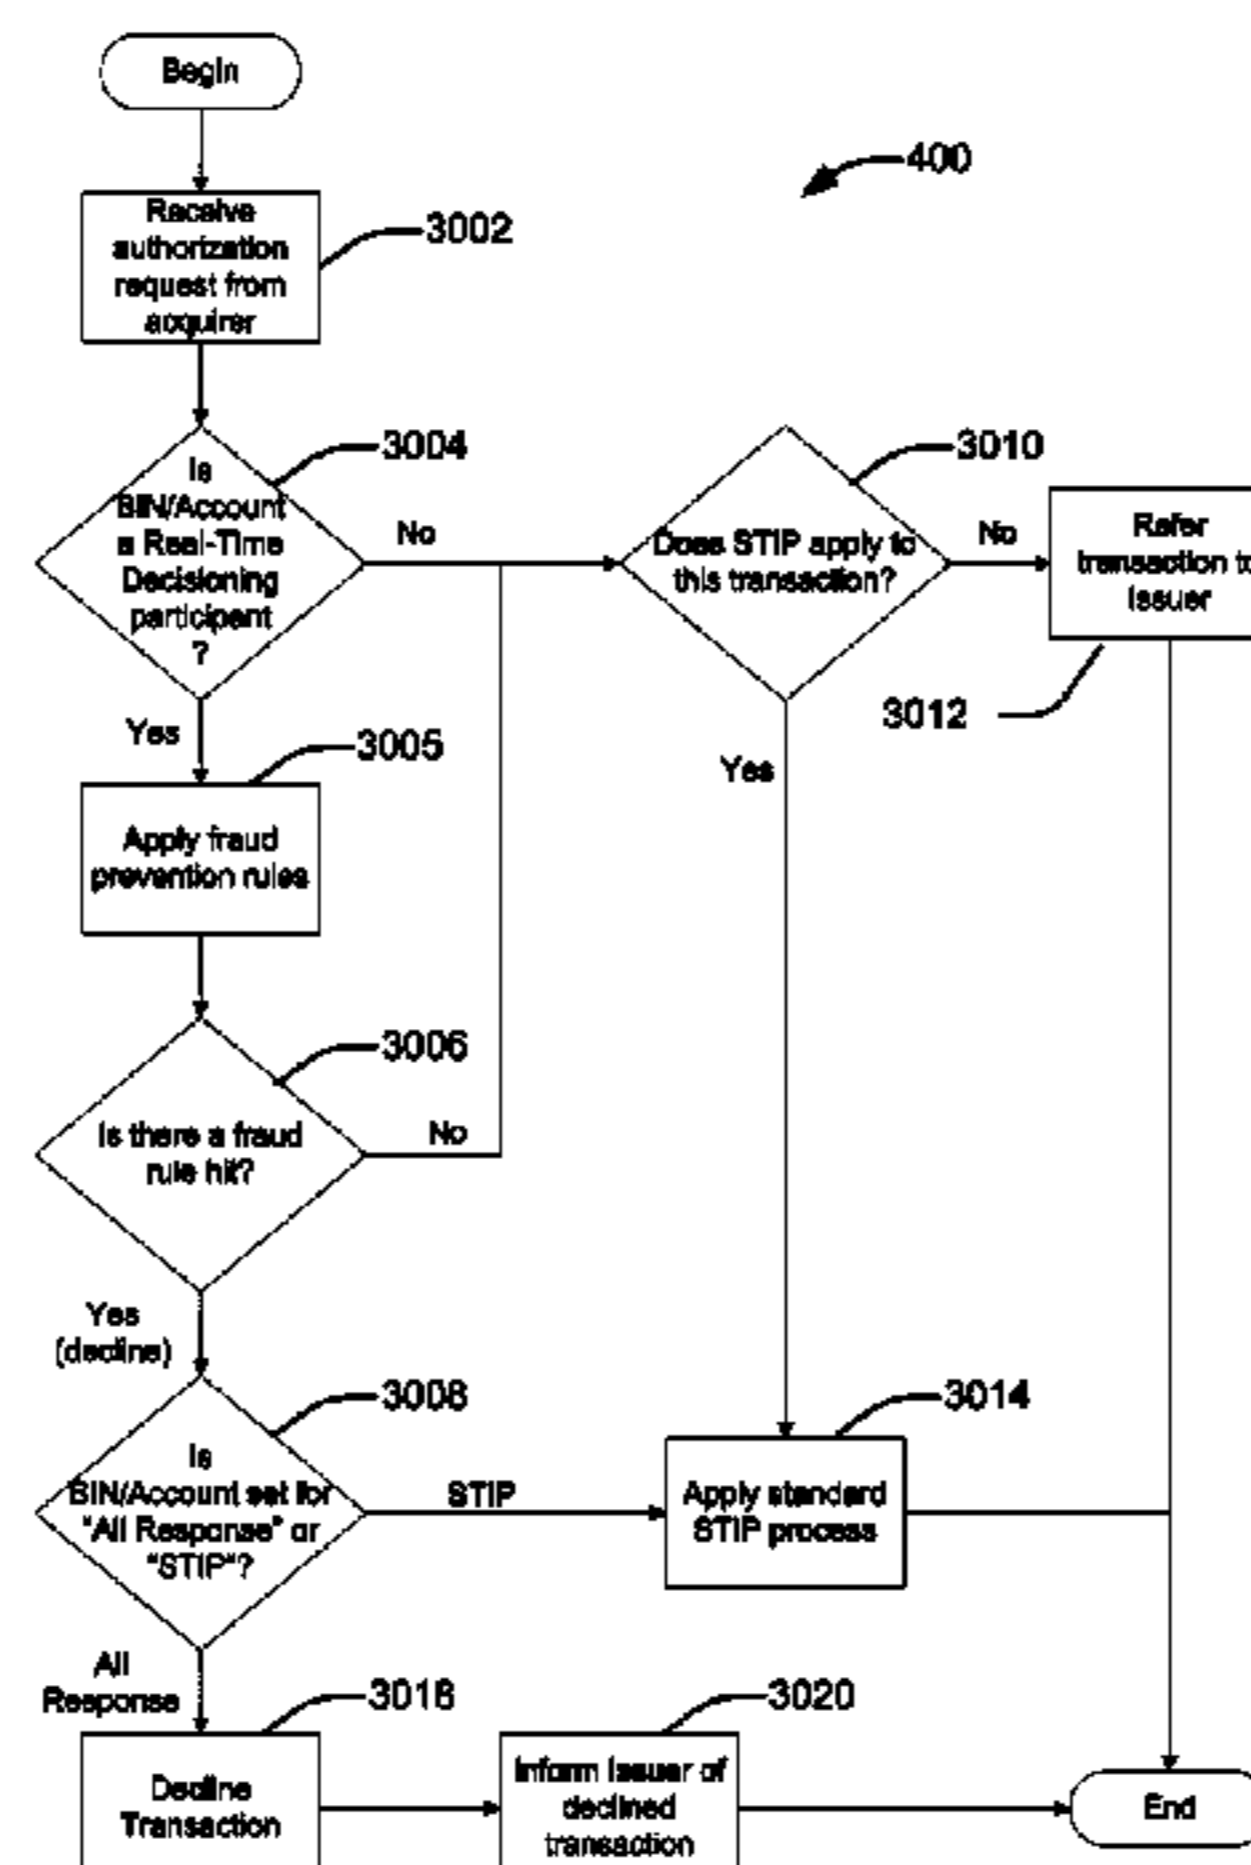 Begin
400
Receive
authorization
request from
acquirer
3002
Is
BIN/Account
a Real-Time
Decisioning
participant
?
3004
No
Does STIP apply to
this transaction?
3010
No
Refer
transaction to
Issuer
3012
Yes
3005
Yes
Apply fraud
prevention rules
3006
Is there a fraud
rule hit?
No
Yes
(decline)
3008
Is
BIN/Account set for
"All Response" or
"STIP"?
STIP
3014
Apply standard
STIP process
All
Response
3018
Decline
Transaction
3020
Inform Issuer of
declined
transaction
End